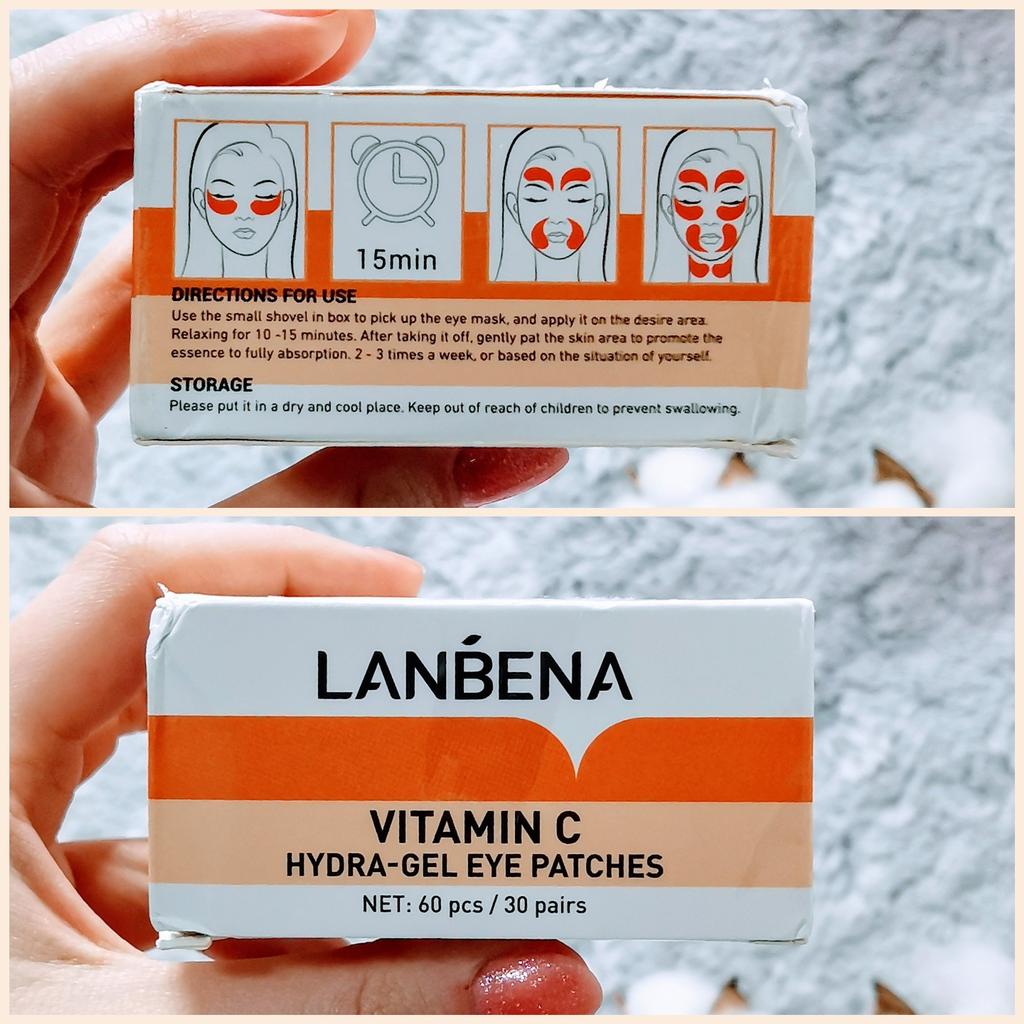 15min
DIRECTIONS FOR USE
Use the small shovel in box to pick up the eye mask, and apply it on the desire area.
Relaxing for 10 -15 minutes. After taking it off, gently pat the skin area to promote the
essence to fully absorption. 2 - 3 times a week, or based on the situation of yourself.
STORAGE
Please put it in a dry and cool place. Keep out of reach of children to prevent swallowing.
LANBENA
VITAMIN C
HYDRA-GEL EYE PATCHES
NET: 60 pcs / 30 pairs